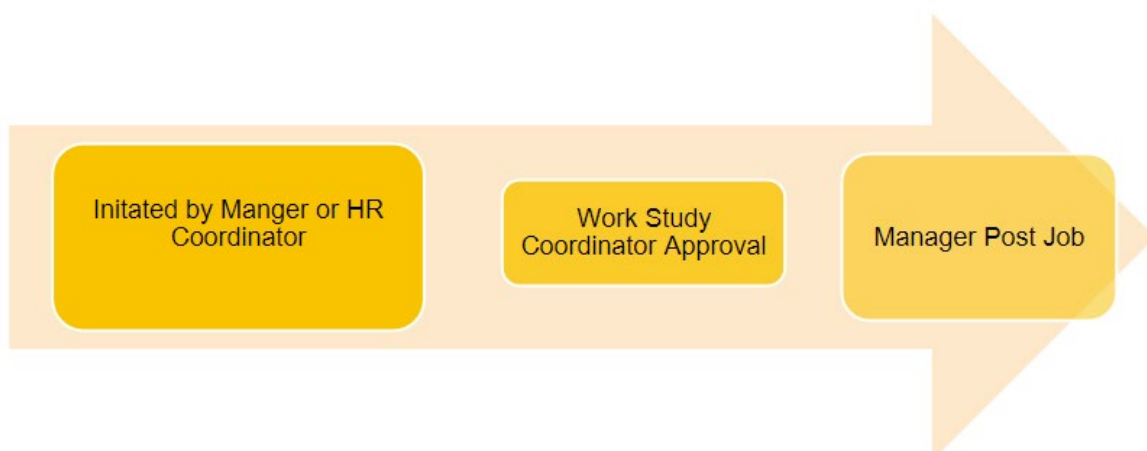 Initated by Manger or HR
Coordinator
Work Study
Coordinator Approval
Manager Post Job